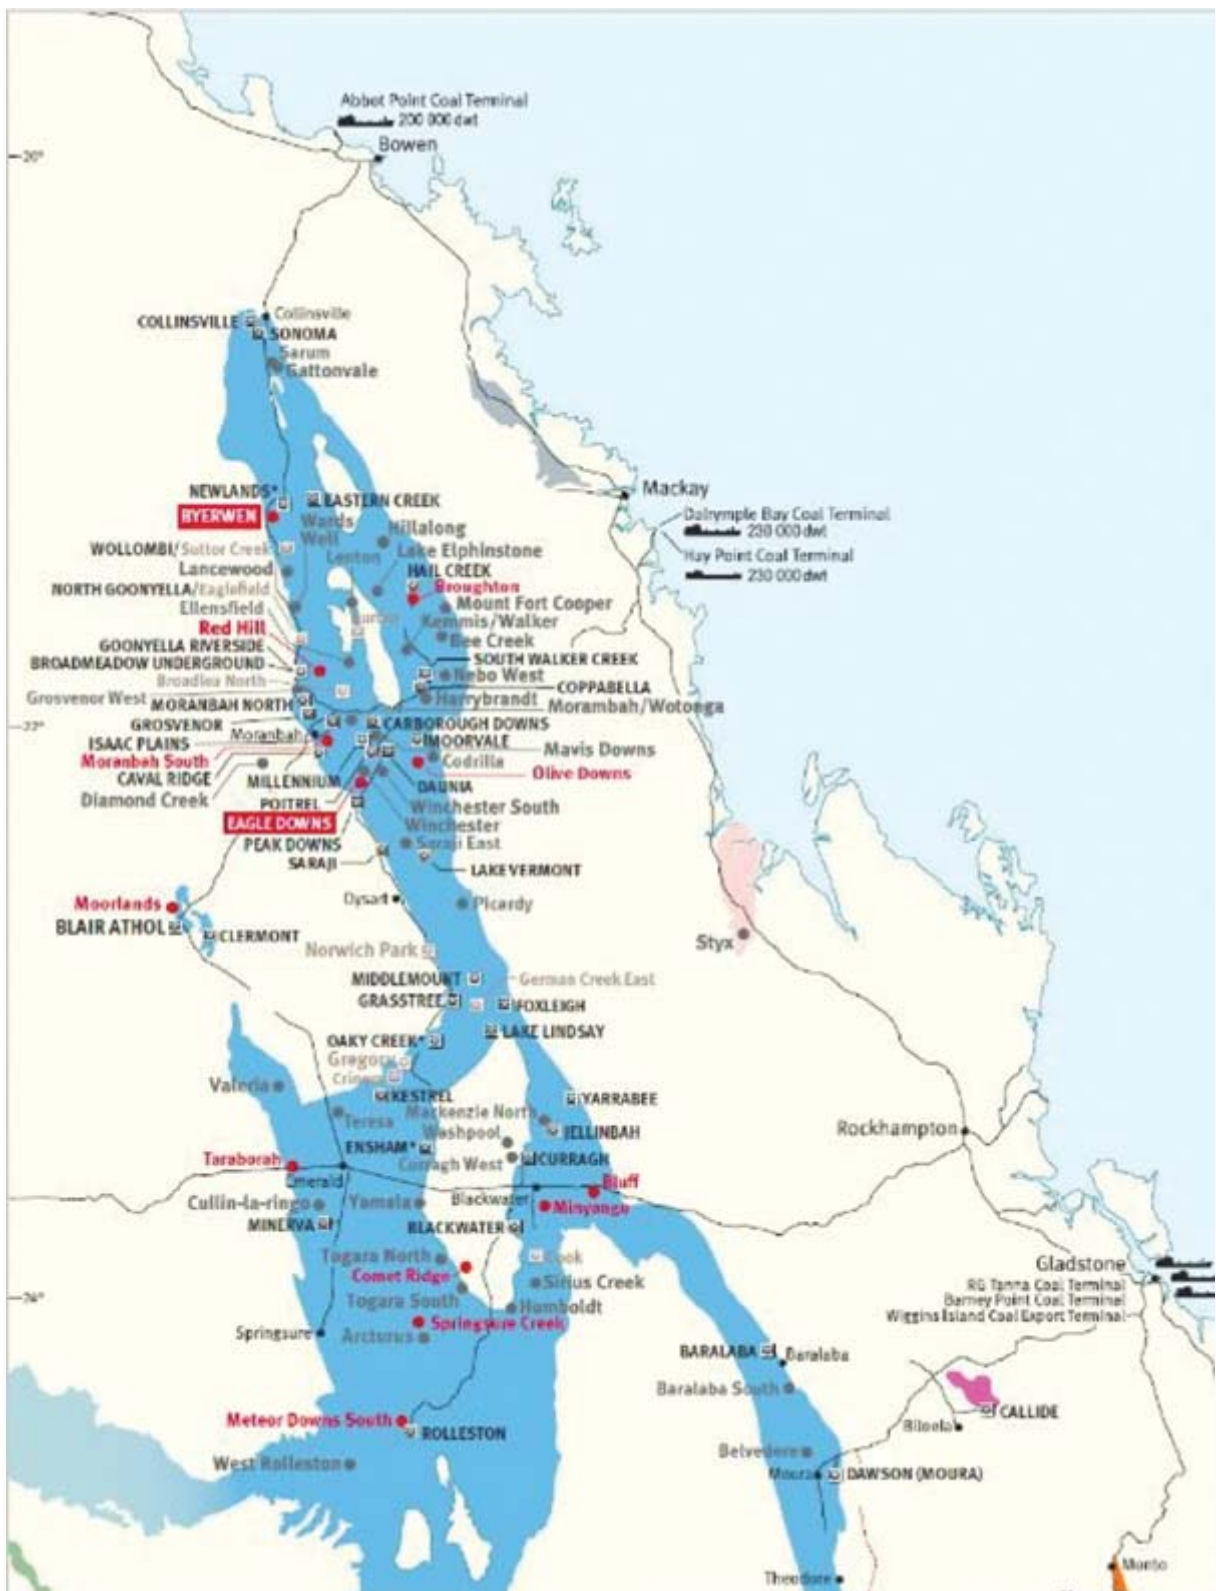 Abbot Point Coal Terminal
200 000 dwt
Bowen
20°
Collinsville
COLLINSVILLE
SONOMA
Sarum
Gattonvale
NEWLANDS*
EASTERN CREEK
Mackay
BYERWEN
Wards
Well
Hillalong
Dalrymple Bay Coal Terminal
230 000 dwt
WOLLOMBI/Suttor Creek
Lenton
Lake Elphinstone
Hay Point Coal Terminal
230 000 dwt
Lancewood
HAIL CREEK
NORTH GOONYELLA/Eaglefield
Broughton
Ellensfield
Mount Fort Cooper
Red Hill
Kemmis/Walker
Bee Creek
GOONYELLA RIVERSIDE
SOUTH WALKER CREEK
BROADMEADOW UNDERGROUND
Nebo West
Broadlea North
COPPABELLA
Grosvenor West
MORANBAH NORTH
Harrybrandt
Morambah/Wotonga
22°
GROSVENOR
CARBOROUGH DOWNS
Moranbah
ISAAC PLAINS
MOORVALE
Mavis Downs
Moranbah South
Codrilla
Olive Downs
CAVAL RIDGE
MILLENNIUM
DAUNIA
Diamond Creek
POITREL
Winchester South
EAGLE DOWNS
Winchester
PEAK DOWNS
Saraji East
SARAJI
LAKE VERMONT
Dysart
Picardy
Moorlands
BLAIR ATHOL
CLERMONT
Styx
Norwich Park
MIDDLEMOUNT
German Creek East
GRASSTREE
FOXLEIGH
LAKE LINDSAY
OAKY CREEK*
Gregory
Crinum
Valeria
KESTREL
YARRABEE
Teresa
Mackenzie North
JELLINBAH
Washpool
Rockhampton
ENSHAM*
Curragh West
CURRAGH
Taraborah
Emerald
Bluff
Cullin-la-ringo
Yamala
Blackwater
Minyango
MINERVA
BLACKWATER
Togara North
Cook
Gladstone
Comet Ridge
Sirius Creek
RG Tanna Coal Terminal
Togara South
Humboldt
Barney Point Coal Terminal
24°
Wiggins Island Coal Export Terminal
Springsure Creek
Springsure
Arcturus
BARALABA
Baralaba
Baralaba South
CALLIDE
Meteor Downs South
Biloela
ROLLESTON
West Rolleston
Belvedere
Moura
DAWSON (MOURA)
Monto
Theodore